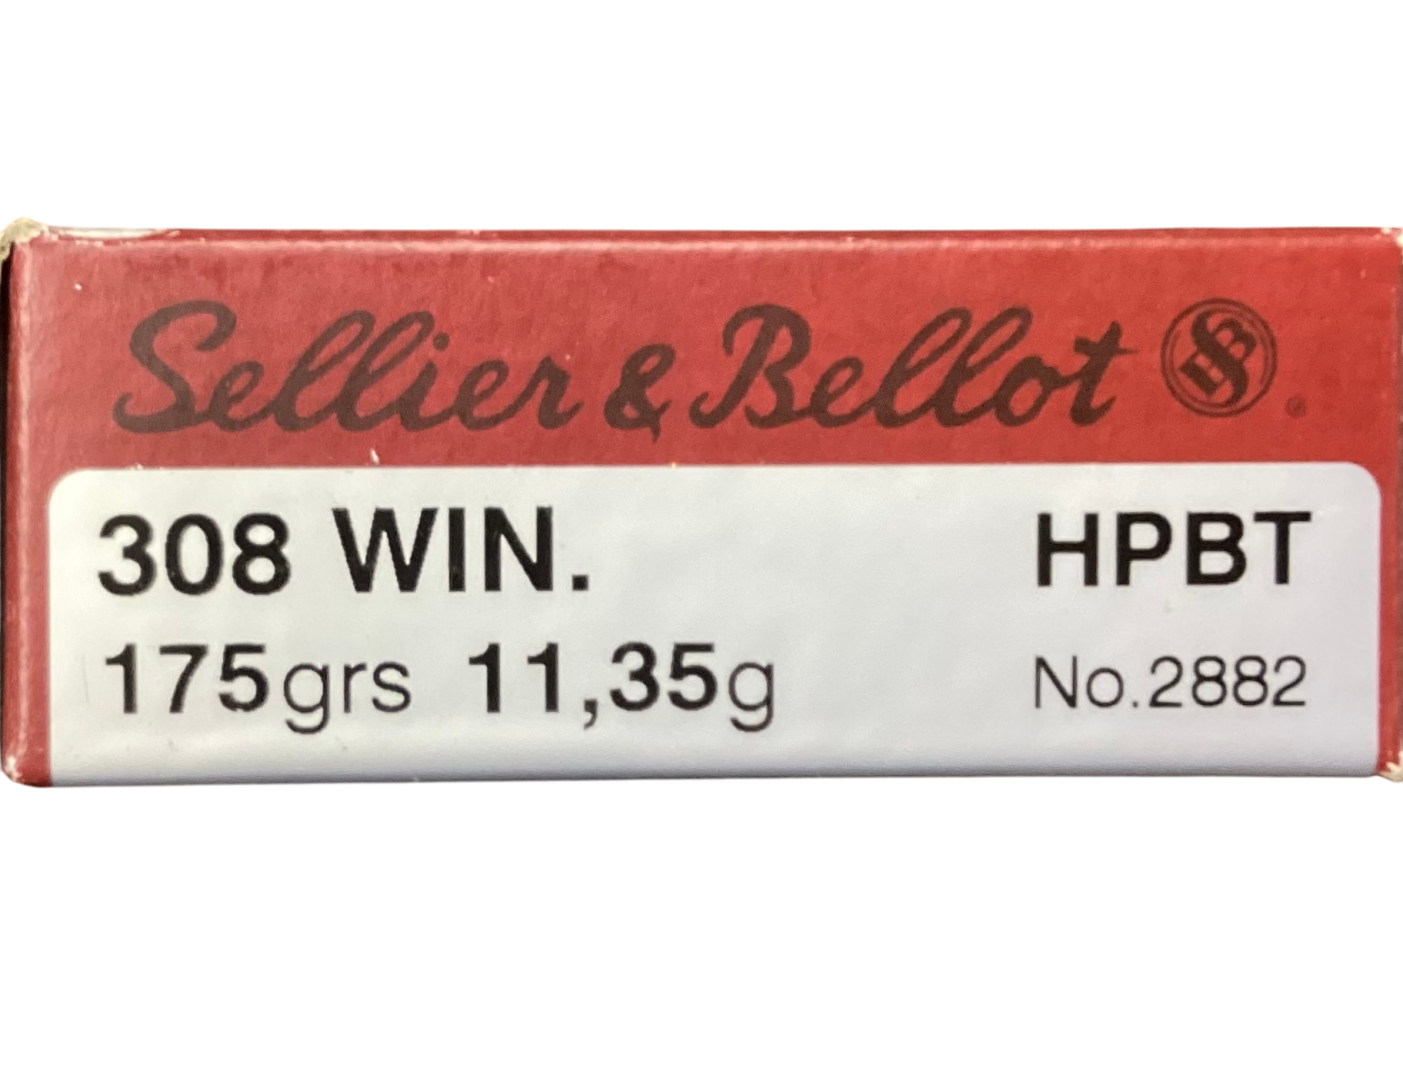 Sellier & Bellot
308 WIN. HPBT
175grs 11,35g No.2882